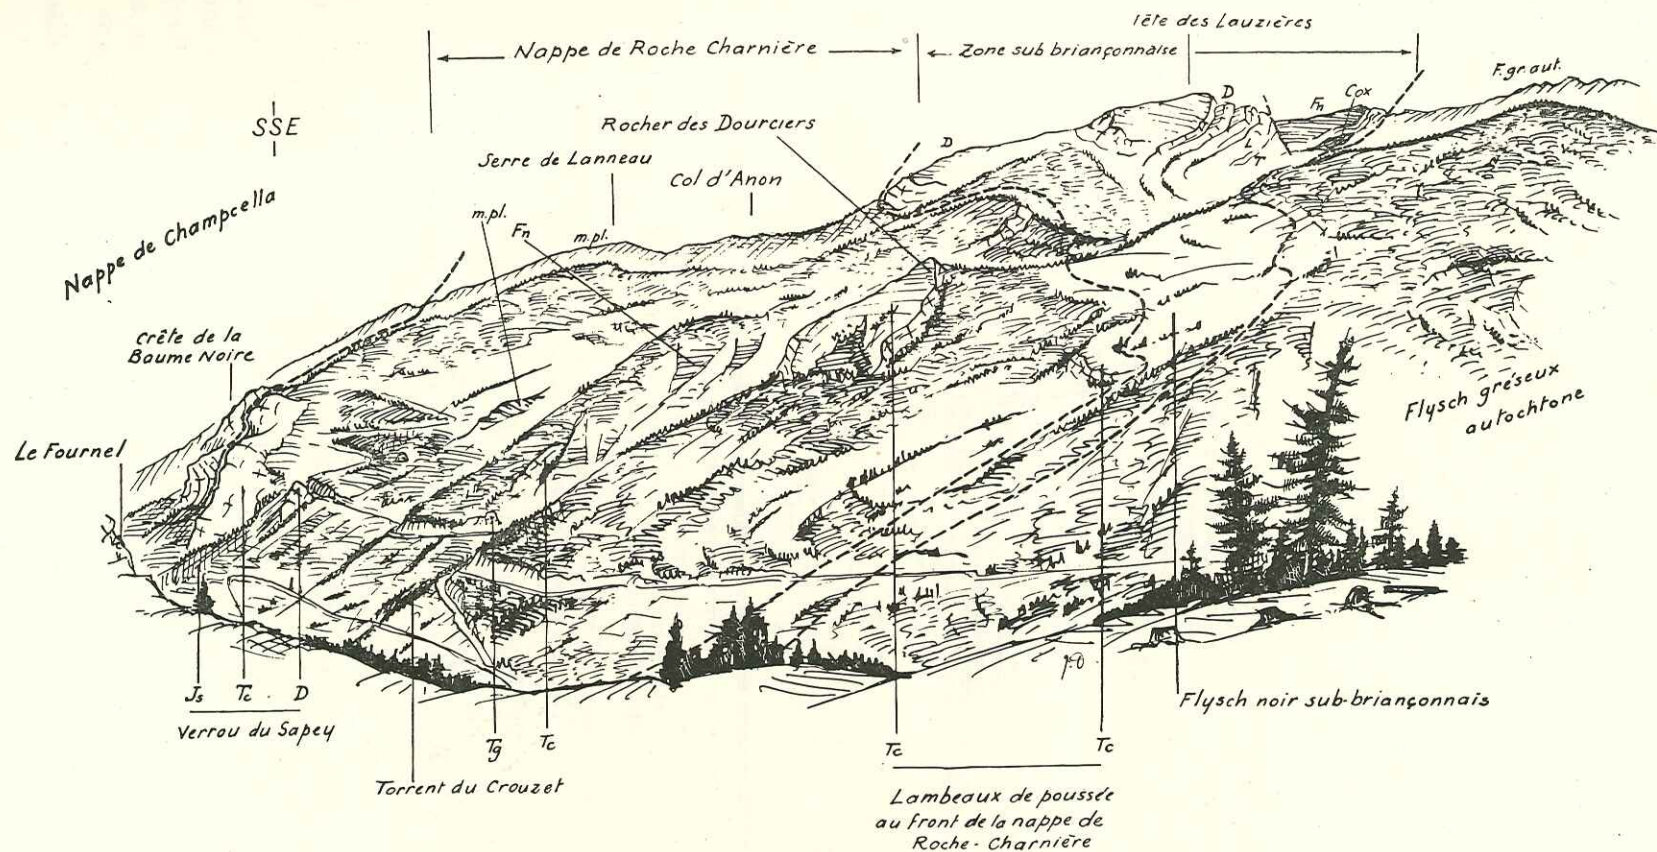 Tête des Lauzières
Nappe de Roche Charnière
Zone sub briançonnaise
F. gr. aut.
D
Fn
Cox
SSE
Rocher des Dourciers
D
Serre de Lanneau
Col d'Anon
L
T
Nappe de Champcella
m.pl.
Fn
m.pl.
Crête de la
Baume Noire
Le Fournel
Flysch gréseux
autochtone
Js
Tc
D
Verrou du Sapey
Flysch noir sub-briançonnais
Tg
Tc
Tc
Tc
Torrent du Crouzet
Lambeaux de poussée
au front de la nappe de
Roche-Charnière